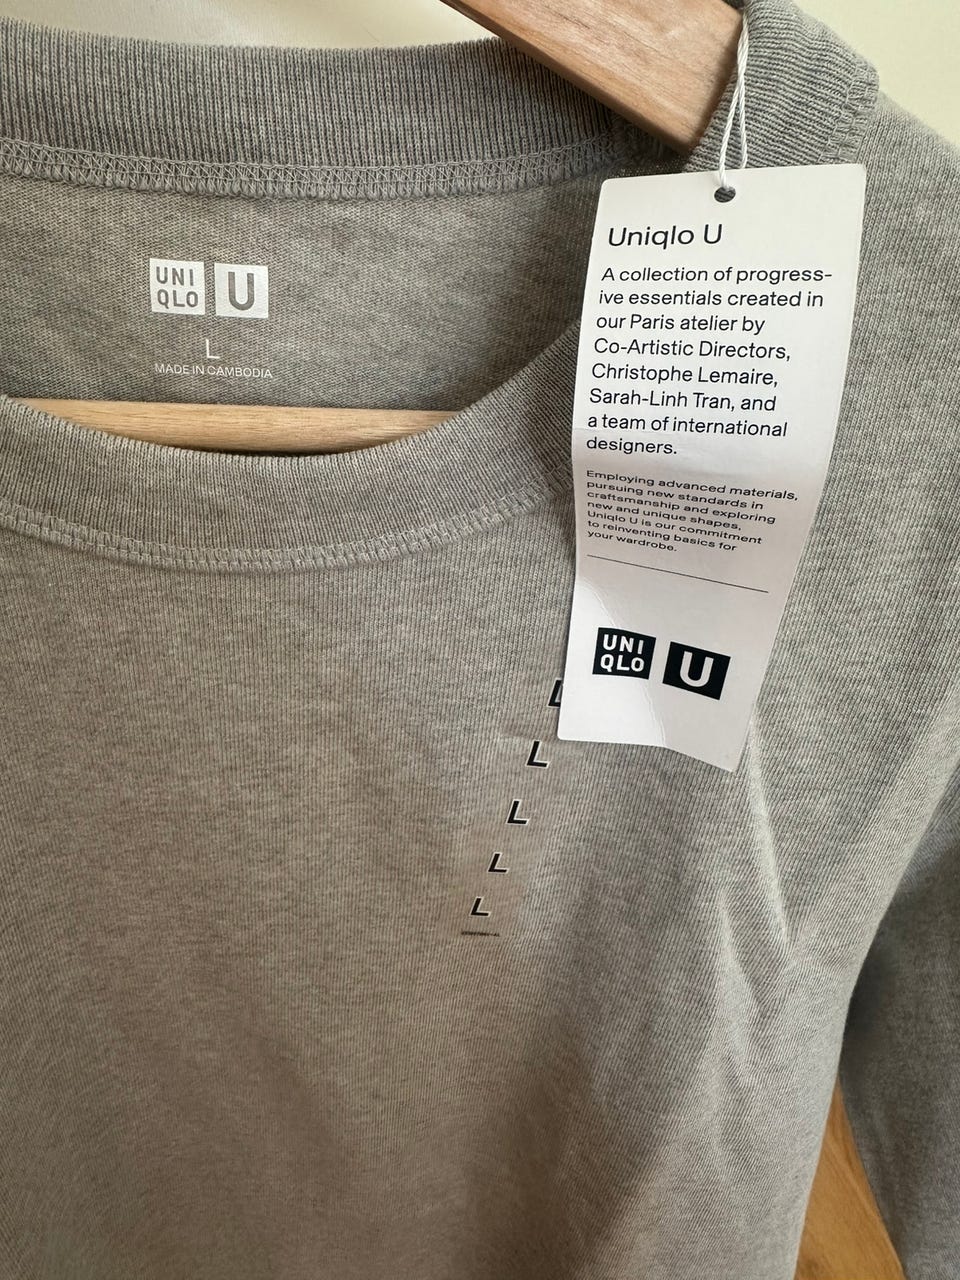 UNI
QLO
U
L
MADE IN CAMBODIA
Uniqlo U
A collection of progress-
ive essentials created in
our Paris atelier by
Co-Artistic Directors,
Christophe Lemaire,
Sarah-Linh Tran, and
a team of international
designers.
Employing advanced materials,
pursuing new standards in
craftsmanship and exploring
new and unique shapes,
Uniqlo U is our commitment
to reinventing basics for
your wardrobe.
UNI
QLO
U
L
L
L
L
L